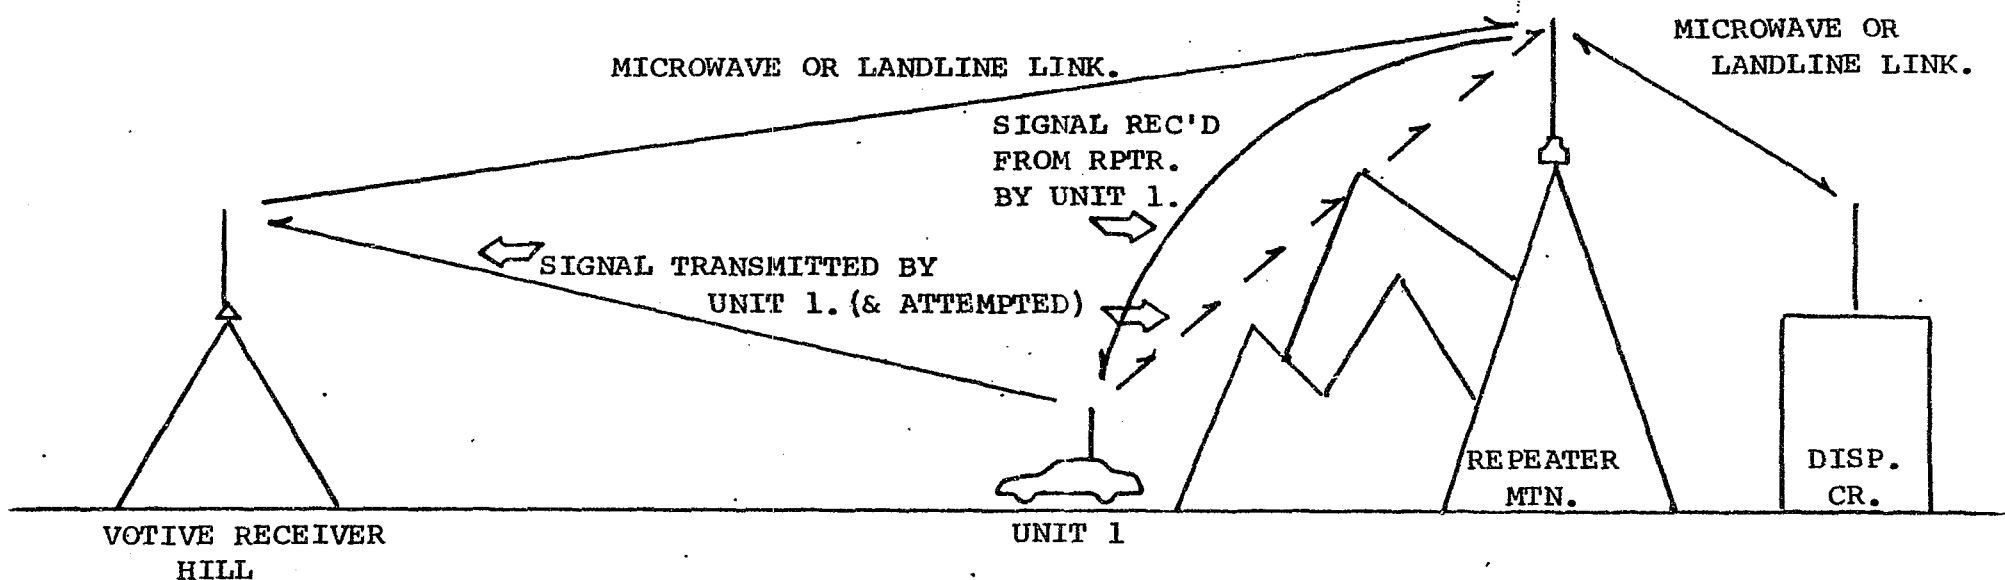 MICROWAVE OR LANDLINE LINK.
MICROWAVE OR
LANDLINE LINK.
SIGNAL REC'D
FROM RPTR.
BY UNIT 1.
SIGNAL TRANSMITTED BY
UNIT 1.(& ATTEMPTED)
REPEATER
MTN.
DISP.
CR.
VOTIVE RECEIVER
HILL
UNIT 1